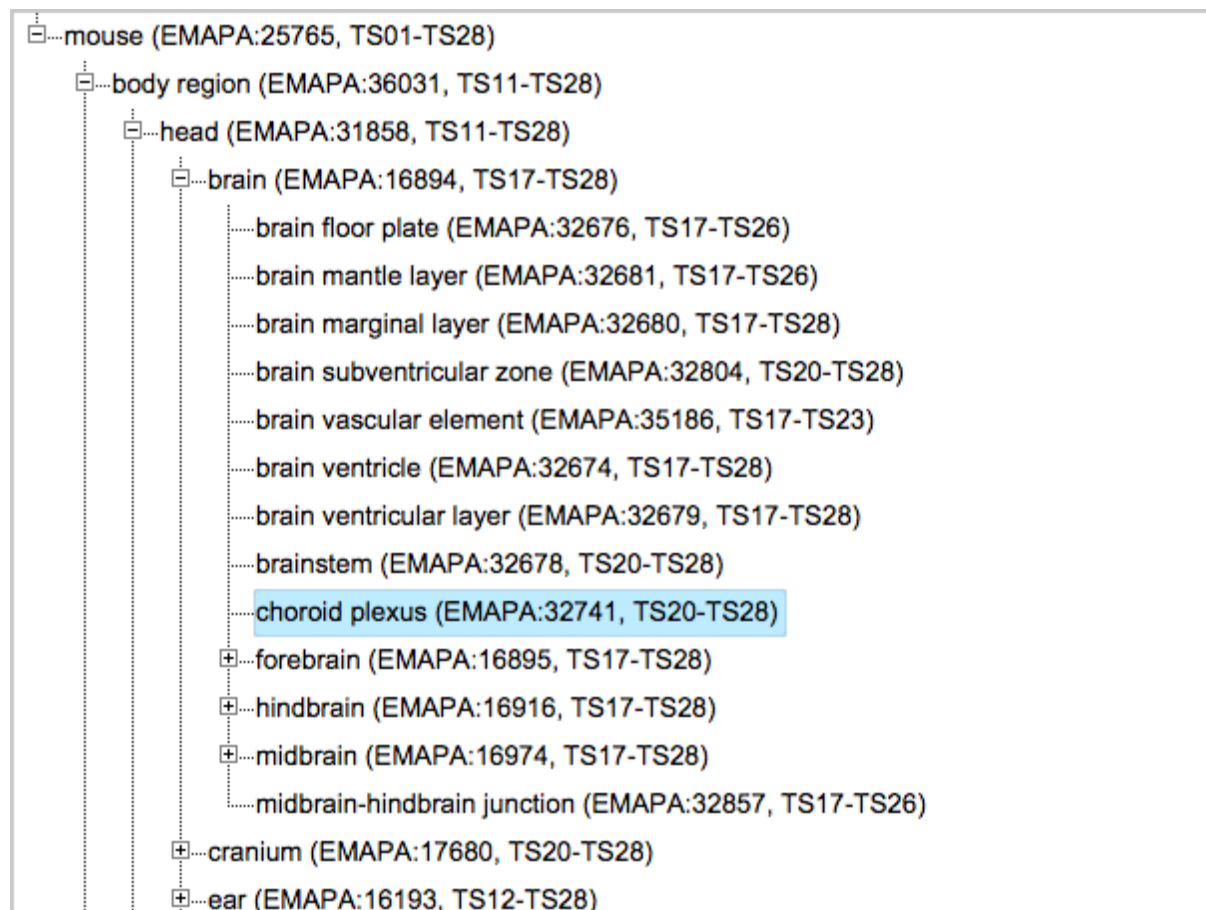 mouse (EMAPA:25765, TS01-TS28)
body region (EMAPA:36031, TS11-TS28)
head (EMAPA:31858, TS11-TS28)
brain (EMAPA:16894, TS17-TS28)
brain floor plate (EMAPA:32676, TS17-TS26)
brain mantle layer (EMAPA:32681, TS17-TS26)
brain marginal layer (EMAPA:32680, TS17-TS28)
brain subventricular zone (EMAPA:32804, TS20-TS28)
brain vascular element (EMAPA:35186, TS17-TS23)
brain ventricle (EMAPA:32674, TS17-TS28)
brain ventricular layer (EMAPA:32679, TS17-TS28)
brainstem (EMAPA:32678, TS20-TS28)
choroid plexus (EMAPA:32741, TS20-TS28)
forebrain (EMAPA:16895, TS17-TS28)
hindbrain (EMAPA:16916, TS17-TS28)
midbrain (EMAPA:16974, TS17-TS28)
midbrain-hindbrain junction (EMAPA:32857, TS17-TS26)
cranium (EMAPA:17680, TS20-TS28)
ear (EMAPA:16193, TS12-TS28)